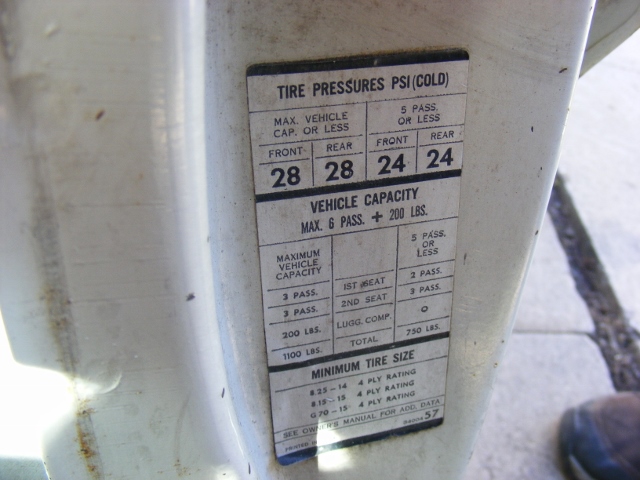 TIRE PRESSURES PSI (COLD)
MAX. VEHICLE CAP. OR LESS
5 PASS. OR LESS
FRONT REAR FRONT REAR
28 28 24 24
VEHICLE CAPACITY
MAX. 6 PASS. + 200 LBS.
MAXIMUM VEHICLE CAPACITY
5 PASS. OR LESS
3 PASS. 1ST SEAT 2 PASS.
3 PASS. 2ND SEAT 3 PASS.
200 LBS. LUGG. COMP. 0
1100 LBS. TOTAL 750 LBS.
MINIMUM TIRE SIZE
8.25-14 4 PLY RATING
8.15-15 4 PLY RATING
G70-15 4 PLY RATING
SEE OWNER'S MANUAL FOR ADD. DATA
57
PRINTED